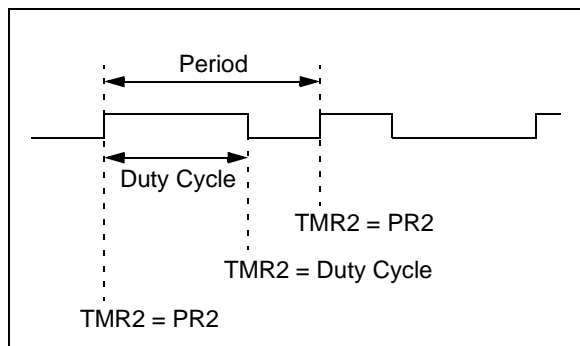 Period
Duty Cycle
TMR2 = PR2
TMR2 = Duty Cycle
TMR2 = PR2